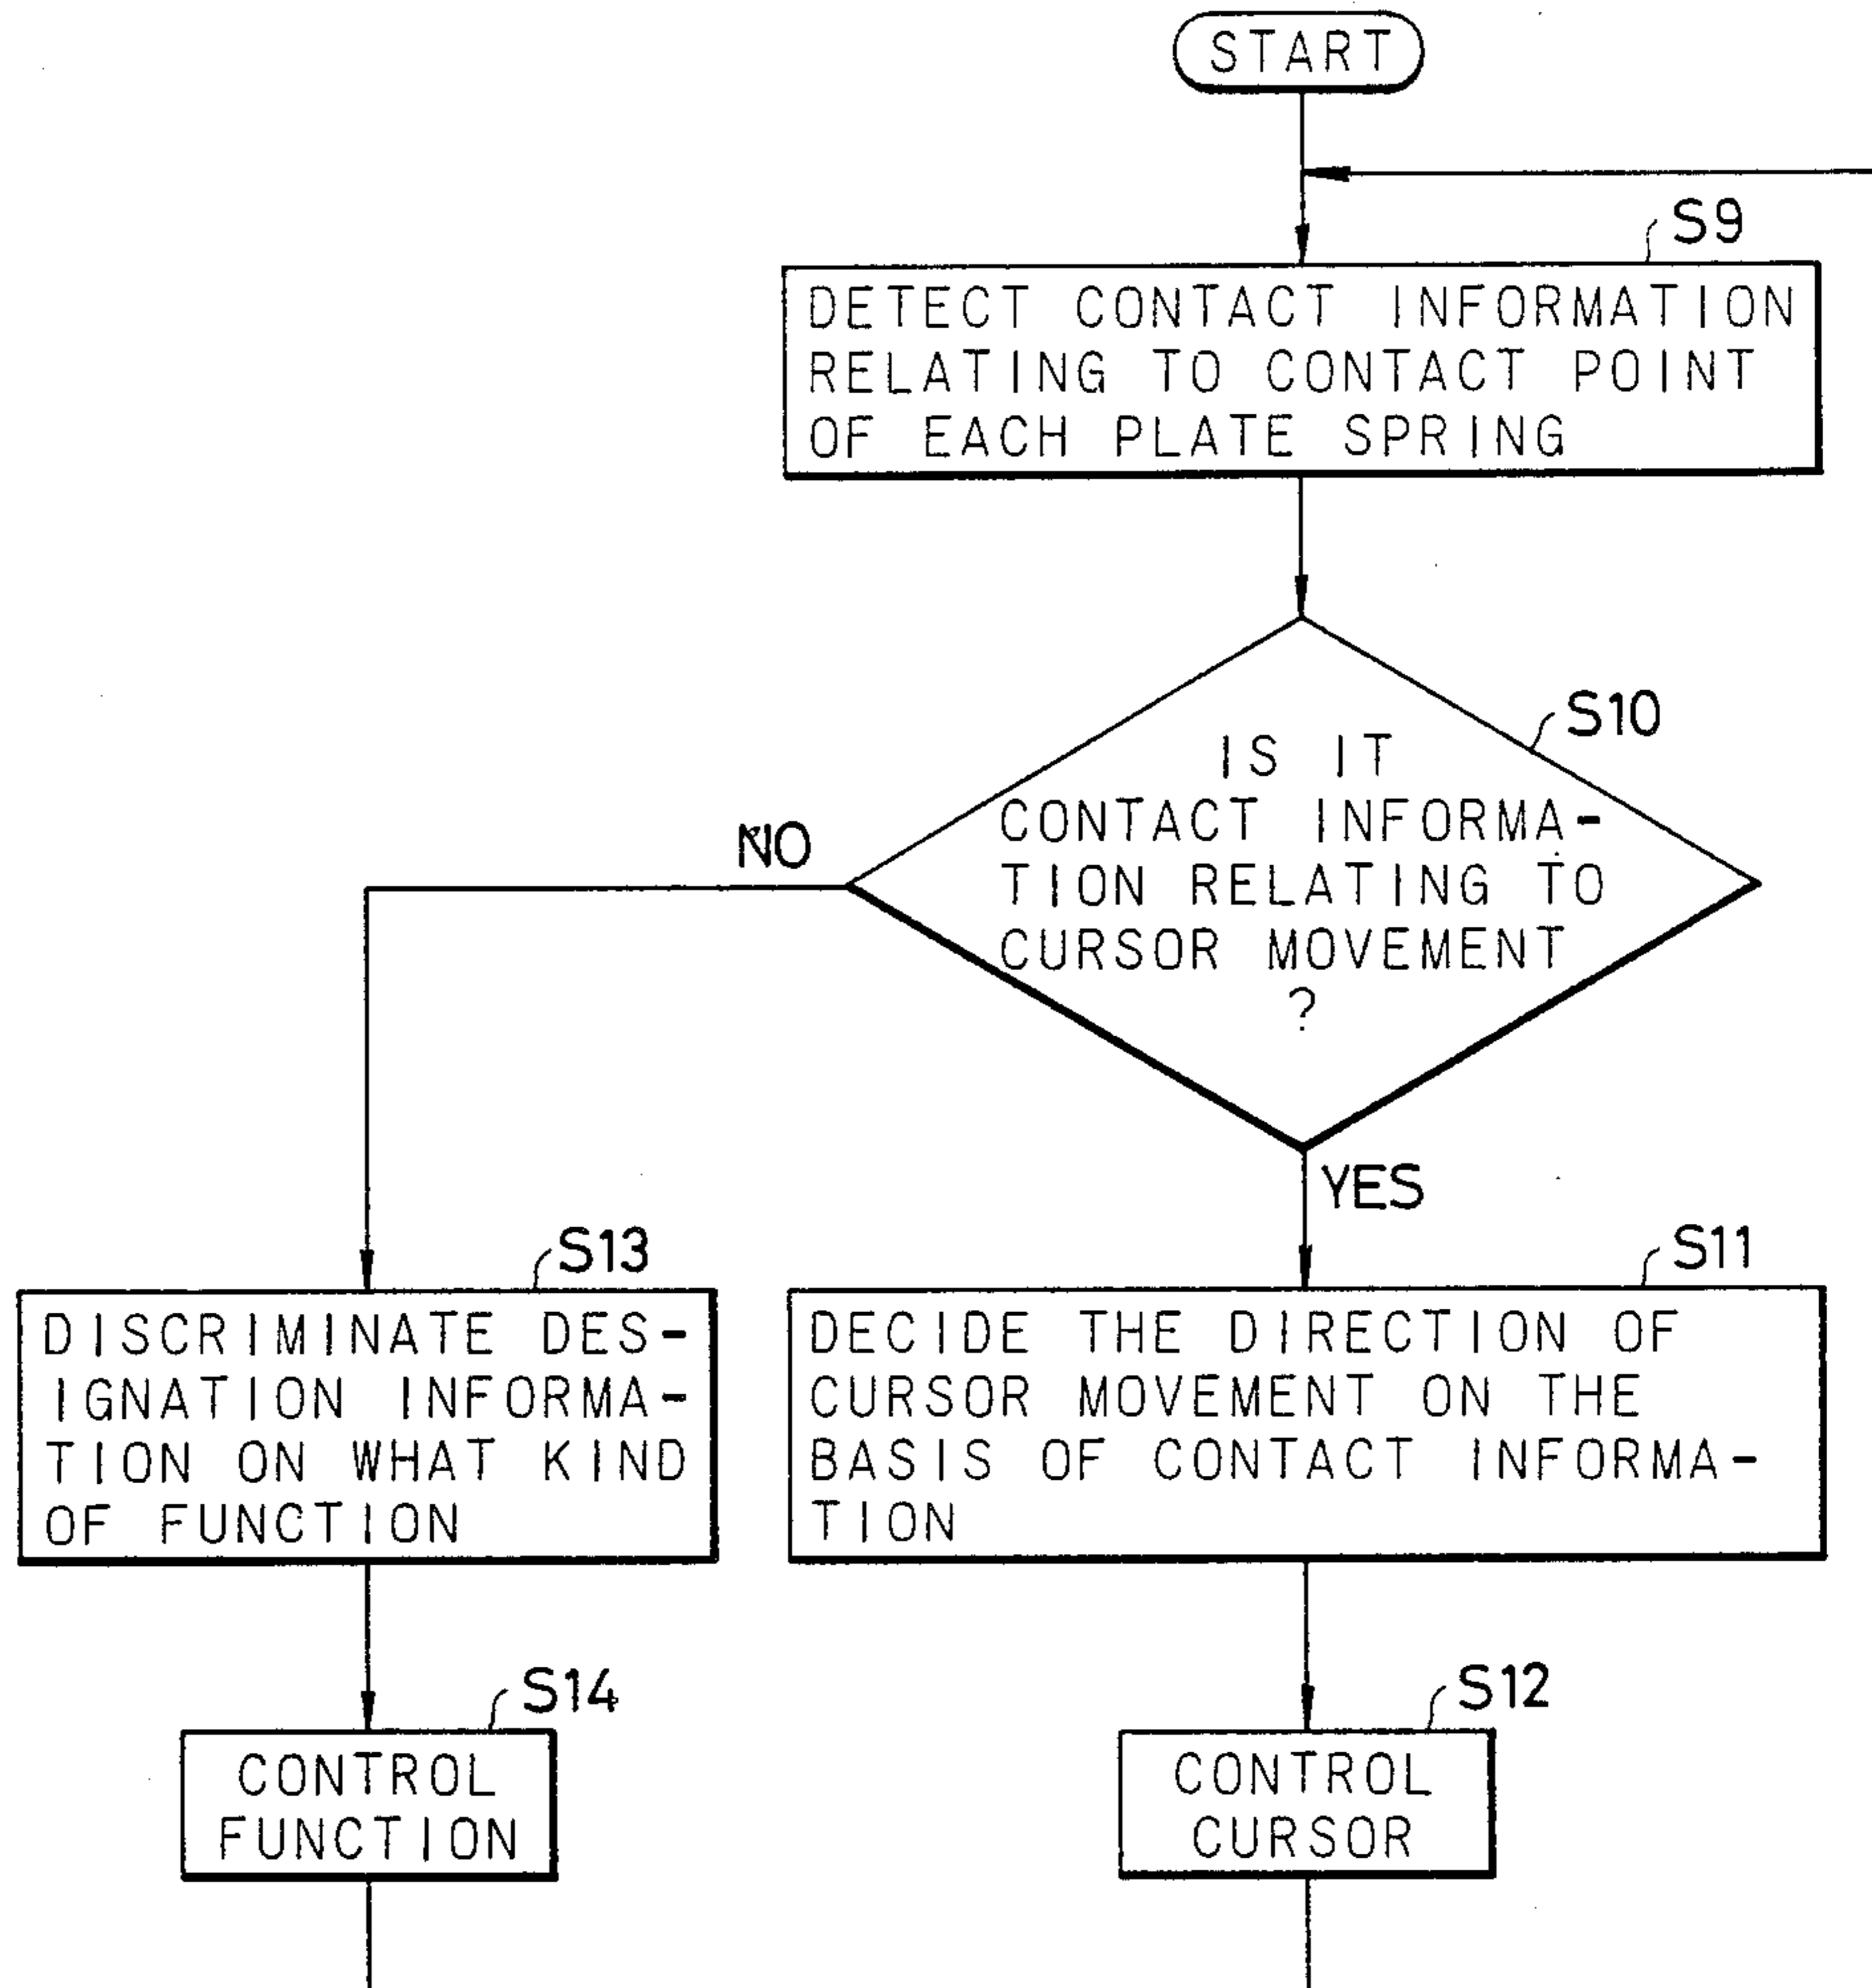 START
S9
DETECT CONTACT INFORMATION
RELATING TO CONTACT POINT
OF EACH PLATE SPRING
S10
IS IT
CONTACT INFORMA-
TION RELATING TO
CURSOR MOVEMENT
?
NO
YES
S13
DISCRIMINATE DES-
IGNATION INFORMA-
TION ON WHAT KIND
OF FUNCTION
S11
DECIDE THE DIRECTION OF
CURSOR MOVEMENT ON THE
BASIS OF CONTACT INFORMA-
TION
S14
CONTROL
FUNCTION
S12
CONTROL
CURSOR